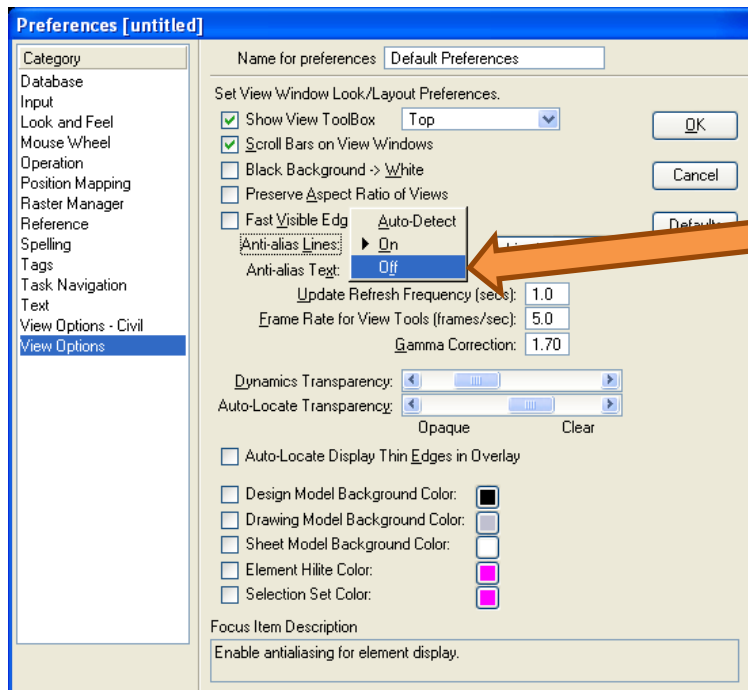 Preferences [untitled]
Category
Database
Input
Look and Feel
Mouse Wheel
Operation
Position Mapping
Raster Manager
Reference
Spelling
Tags
Task Navigation
Text
View Options - Civil
View Options
Name for preferences Default Preferences
Set View Window Look/Layout Preferences.
Show View ToolBox Top
Scroll Bars on View Windows
Black Background -> White
Preserve Aspect Ratio of Views
Fast Visible Edg
Auto-Detect
On
Off
Anti-alias Lines:
Anti-alias Text:
Update Refresh Frequency (secs): 1.0
Frame Rate for View Tools (frames/sec): 5.0
Gamma Correction: 1.70
Dynamics Transparency:
Auto-Locate Transparency:
Opaque Clear
Auto-Locate Display Thin Edges in Overlay
Design Model Background Color:
Drawing Model Background Color:
Sheet Model Background Color:
Element Hilite Color:
Selection Set Color:
Focus Item Description
Enable antialiasing for element display.
OK
Cancel